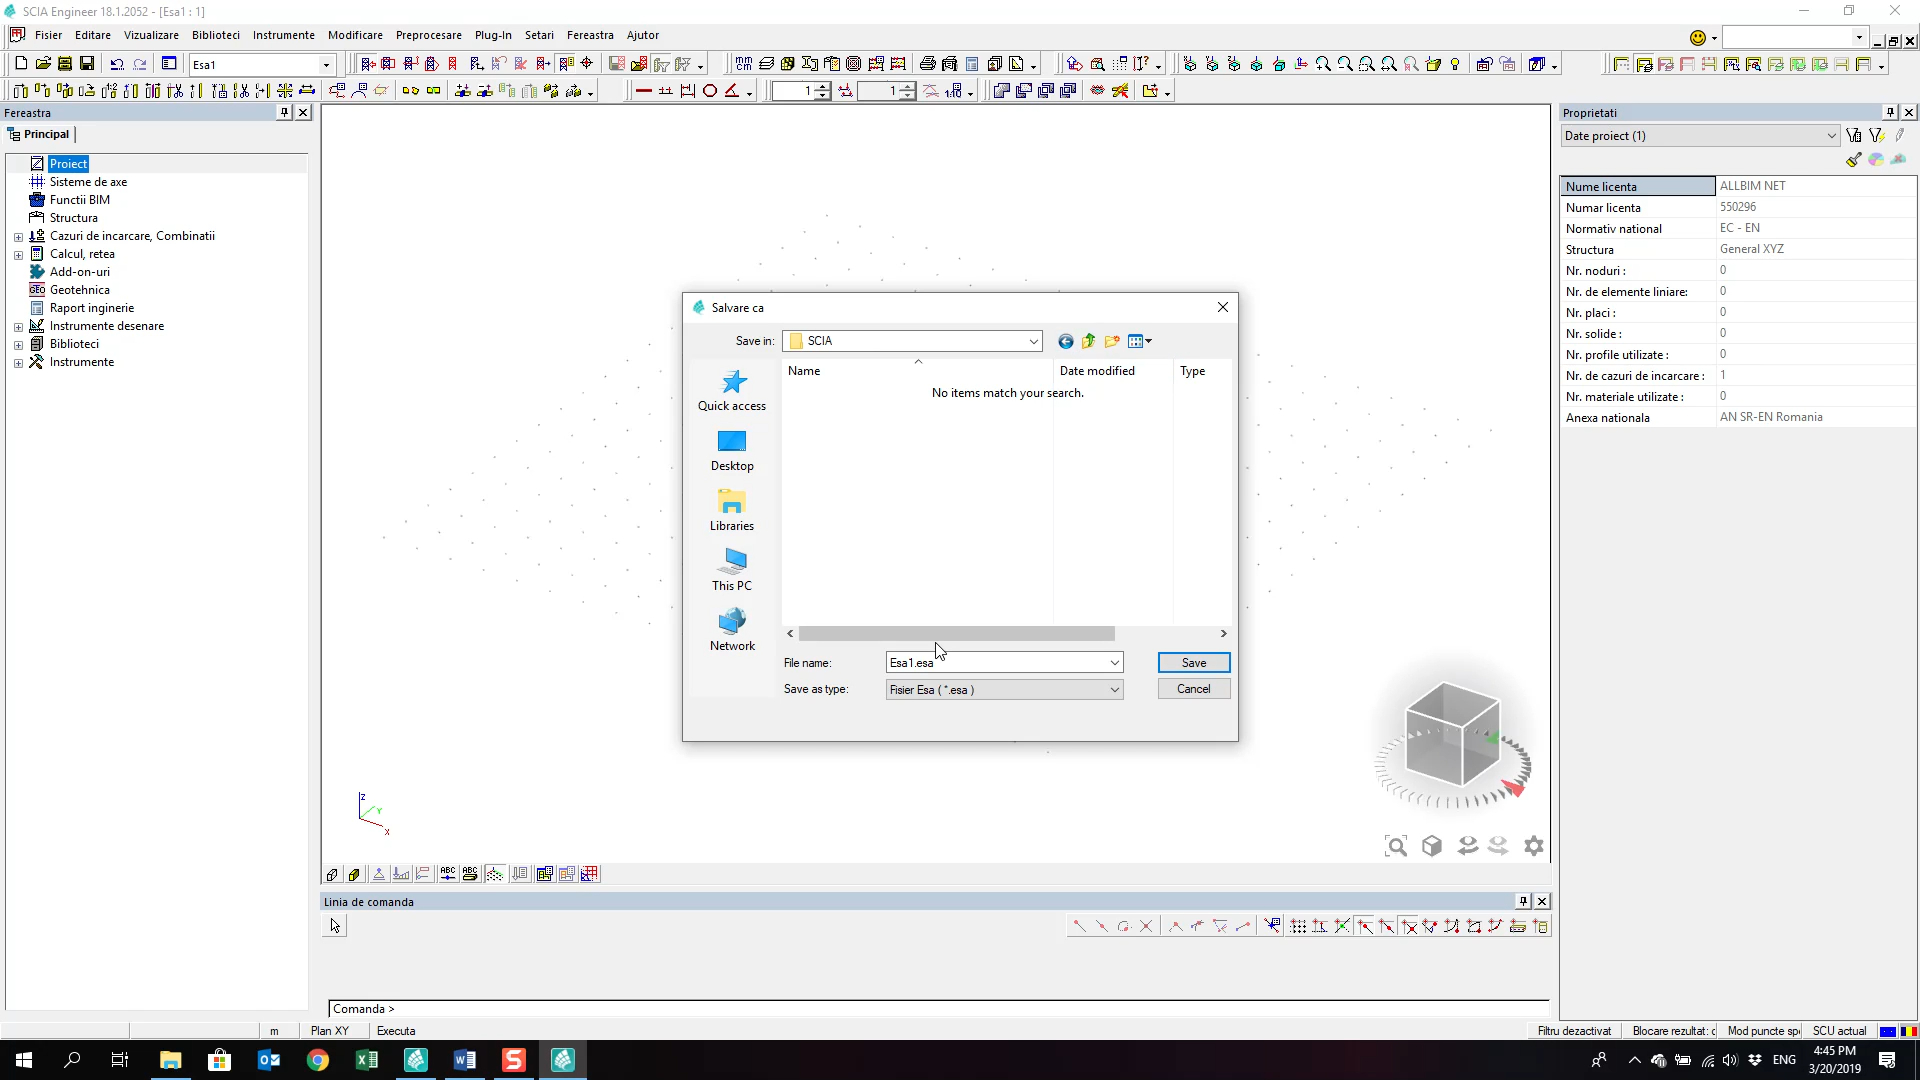 SCIA Engineer 18.1.2052 - [Esa1 : 1]
Fisier Editare Vizualizare Biblioteci Instrumente Modificare Preprocesare Plug-In Setari Fereastra Ajutor
Esa1
1 1
Fereastra
Principal
Proiect
Sisteme de axe
Functii BIM
Structura
Cazuri de incarcare, Combinatii
Calcul, retea
Add-on-uri
Geotehnica
Raport inginerie
Instrumente desenare
Biblioteci
Instrumente
Salvare ca
Save in: SCIA
Name Date modified Type
No items match your search.
Quick access
Desktop
Libraries
This PC
Network
File name: Esa1.esa Save
Save as type: Fisier Esa ( *.esa ) Cancel
Z
Y
X
Proprietati
Date proiect (1)
Nume licenta ALLBIM NET
Numar licenta 550296
Normativ national EC - EN
Structura General XYZ
Nr. noduri : 0
Nr. de elemente liniare: 0
Nr. placi : 0
Nr. solide : 0
Nr. profile utilizate : 0
Nr. de cazuri de incarcare : 1
Nr. materiale utilizate : 0
Anexa nationala AN SR-EN Romania
ABC ABC
Linia de comanda
Comanda >
m Plan XY Executa Filtru dezactivat Blocare rezultat: Mod puncte SCU actual
ENG
4:45 PM
3/20/2019